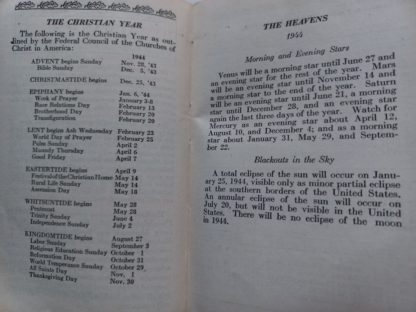 THE CHRISTIAN YEAR
The following is the Christian Year as out-
lined by the Federal Council of the Churches of
Christ in America:
1944
ADVENT begins Sunday Nov. 28, '43
Bible Sunday Dec. 5, '43
CHRISTMASTIDE begins Dec. 25, '43
EPIPHANY begins Jan. 6, '44
Week of Prayer January 3-8
Race Relations Day February 13
Brotherhood Day February 20
Transfiguration February 20
LENT begins Ash Wednesday February 23
World Day of Prayer February 25
Palm Sunday April 2
Maundy Thursday April 6
Good Friday April 7
EASTERTIDE begins April 9
Festival of the Christian Home May 14
Rural Life Sunday May 14
Ascension Day May 18
WHITSUNTIDE begins May 28
Pentecost May 28
Trinity Sunday June 4
Independence Sunday July 2
KINGDOMTIDE begins August 27
Labor Sunday September 3
Religious Education Sunday October 1
Reformation Day October 31
World Temperance Sunday October 29
All Saints Day Nov. 1
Thanksgiving Day Nov. 30
THE HEAVENS
1944
Morning and Evening Stars
Venus will be a morning star until June 27 and
an evening star for the rest of the year. Mars
will be an evening star until November 14 and
a morning star to the end of the year. Saturn
will be an evening star until June 21, a morning
star until December 28, and an evening star
again the last three days of the year. Watch for
Mercury as an evening star about April 12,
August 10, and December 4; and as a morning
star about January 31, May 29, and Septem-
ber 22.
Blackouts in the Sky
A total eclipse of the sun will occur on Janu-
ary 25, 1944, visible only as minor partial eclipse
at the southern borders of the United States.
An annular eclipse of the sun will occur on
July 20, but will not be visible in the United
States. There will be no eclipse of the moon
in 1944.